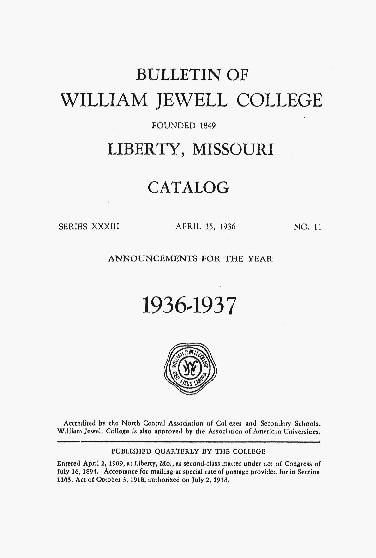 BULLETIN OF
WILLIAM JEWELL COLLEGE
FOUNDED 1849
LIBERTY, MISSOURI
CATALOG
SERIES XXXIII APRIL 15, 1936 NO. 11
ANNOUNCEMENTS FOR THE YEAR
1936-1937
Accredited by the North Central Association of Colleges and Secondary Schools.
William Jewell College is also approved by the Association of American Universities.
PUBLISHED QUARTERLY BY THE COLLEGE
Entered April 2, 1909, at Liberty, Mo., as second-class matter under act of Congress of
July 16, 1894. Acceptance for mailing at special rate of postage provided for in Section
1103, Act of October 3, 1918, authorized on July 2, 1918.